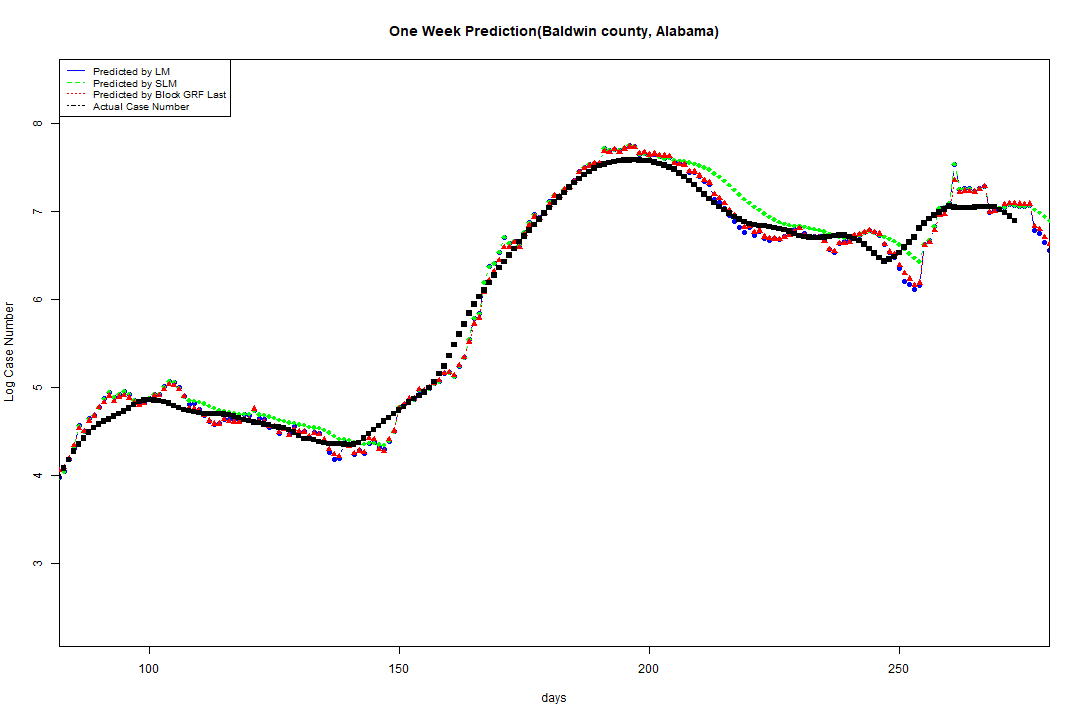 One Week Prediction(Baldwin county, Alabama)
Predicted by LM
Predicted by SLM
Predicted by Block GRF Last
Actual Case Number
8
7
6
5
4
3
Log Case Number
100 150 200 250
days